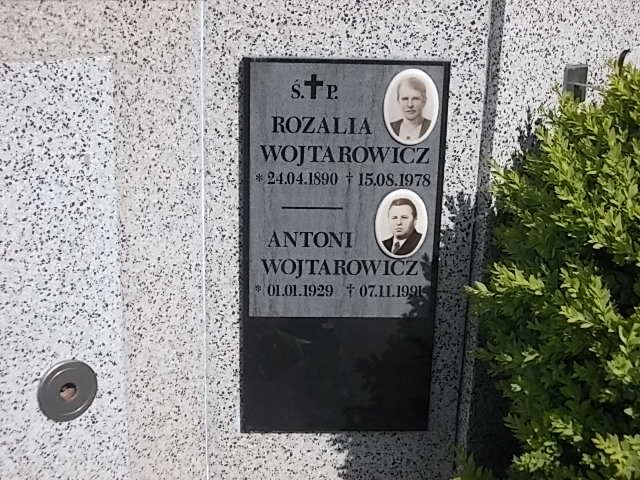 Ś.✝P.
ROZALIA
WOJTAROWICZ
* 24.04.1890 † 15.08.1978
ANTONI
WOJTAROWICZ
* 01.01.1929 † 07.11.1991